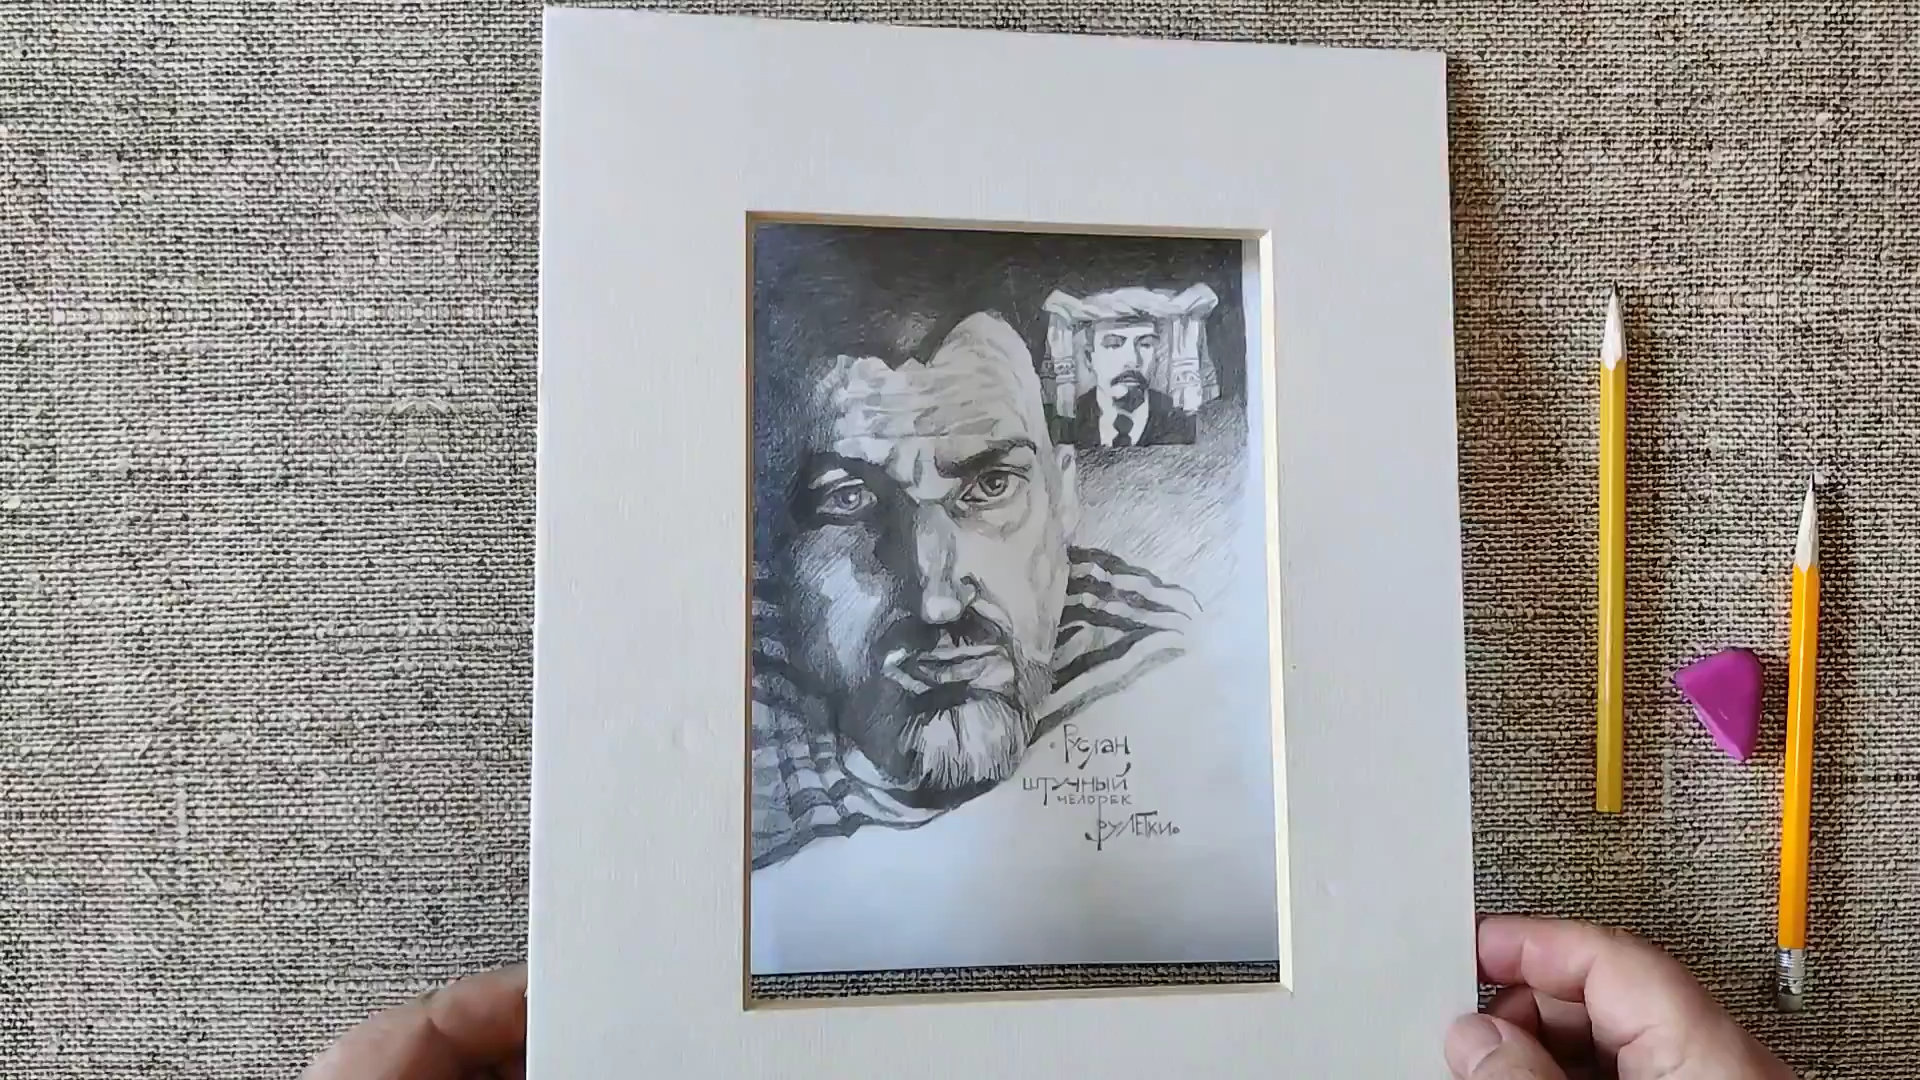 Руслан
штучный
человек
рулетки